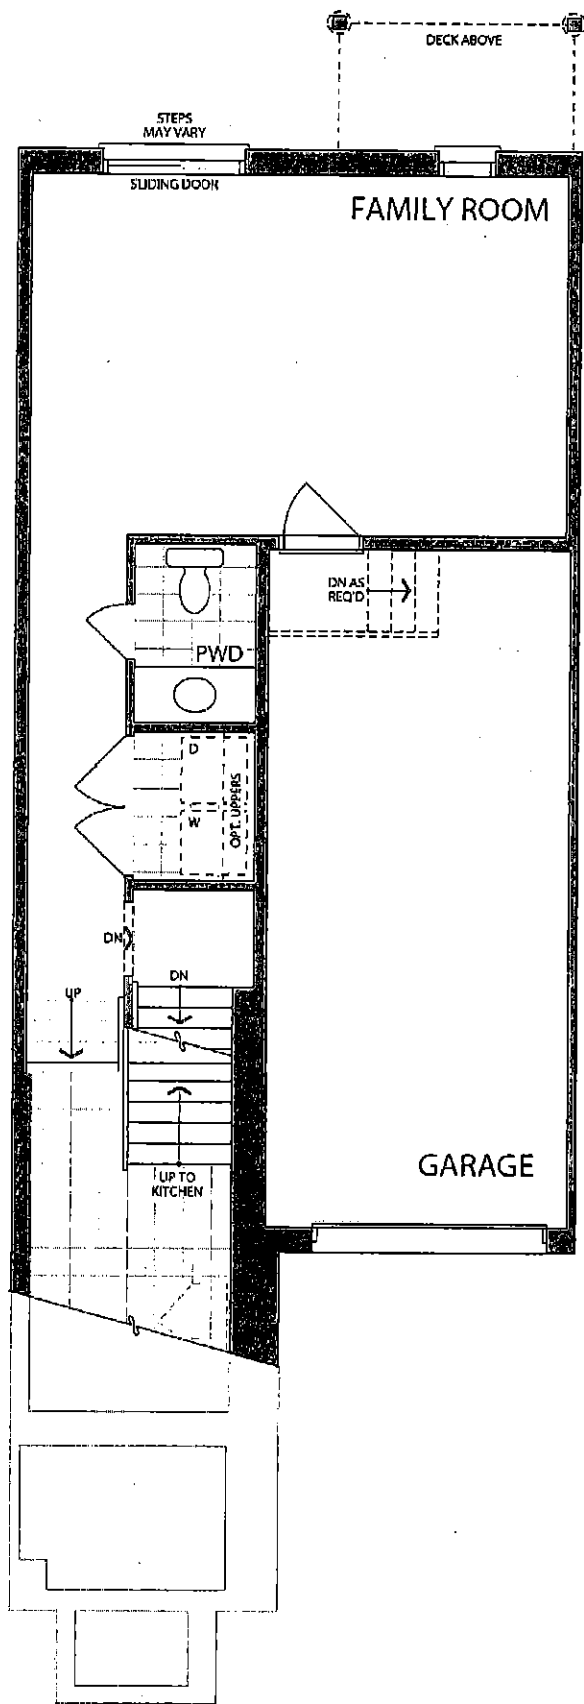 DECK ABOVE
STEPS
MAY VARY
SLIDING DOOR
FAMILY ROOM
DN AS
REQ'D
PWD
D
W
OPT. UPPERS
DN
DN
UP
UP TO
KITCHEN
GARAGE